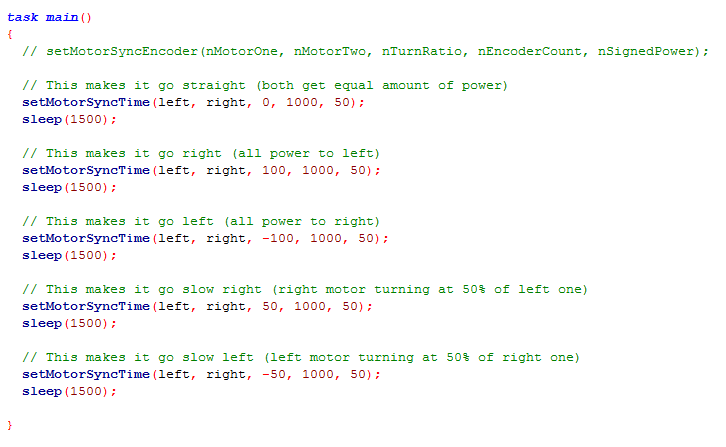 task main()
{
// setMotorSyncEncoder(nMotorOne, nMotorTwo, nTurnRatio, nEncoderCount, nSignedPower);
// This makes it go straight (both get equal amount of power)
setMotorSyncTime(left, right, 0, 1000, 50);
sleep(1500);
// This makes it go right (all power to left)
setMotorSyncTime(left, right, 100, 1000, 50);
sleep(1500);
// This makes it go left (all power to right)
setMotorSyncTime(left, right, -100, 1000, 50);
sleep(1500);
// This makes it go slow right (right motor turning at 50% of left one)
setMotorSyncTime(left, right, 50, 1000, 50);
sleep(1500);
// This makes it go slow left (left motor turning at 50% of right one)
setMotorSyncTime(left, right, -50, 1000, 50);
sleep(1500);
}